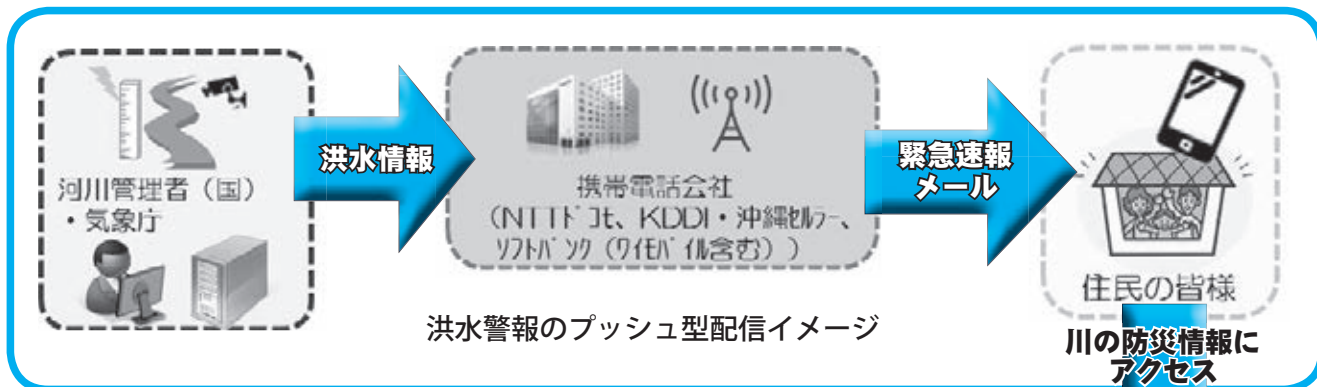 河川管理者（国）
・気象庁
洪水情報
携帯電話会社
（NTTドコモ、KDDI・沖縄セルラー、
ソフトバンク（ワイモバイル含む））
緊急速報
メール
住民の皆様
川の防災情報に
アクセス
洪水警報のプッシュ型配信イメージ